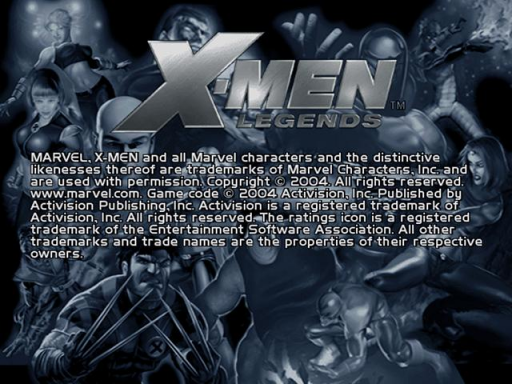 X-MEN
LEGENDS™
MARVEL, X-MEN and all Marvel characters and the distinctive
likenesses thereof are trademarks of Marvel Characters, Inc. and
are used with permission. Copyright © 2004. All rights reserved.
www.marvel.com. Game code © 2004 Activision, Inc. Published by
Activision Publishing, Inc. Activision is a registered trademark of
Activision, Inc. All rights reserved. The ratings icon is a registered
trademark of the Entertainment Software Association. All other
trademarks and trade names are the properties of their respective
owners.